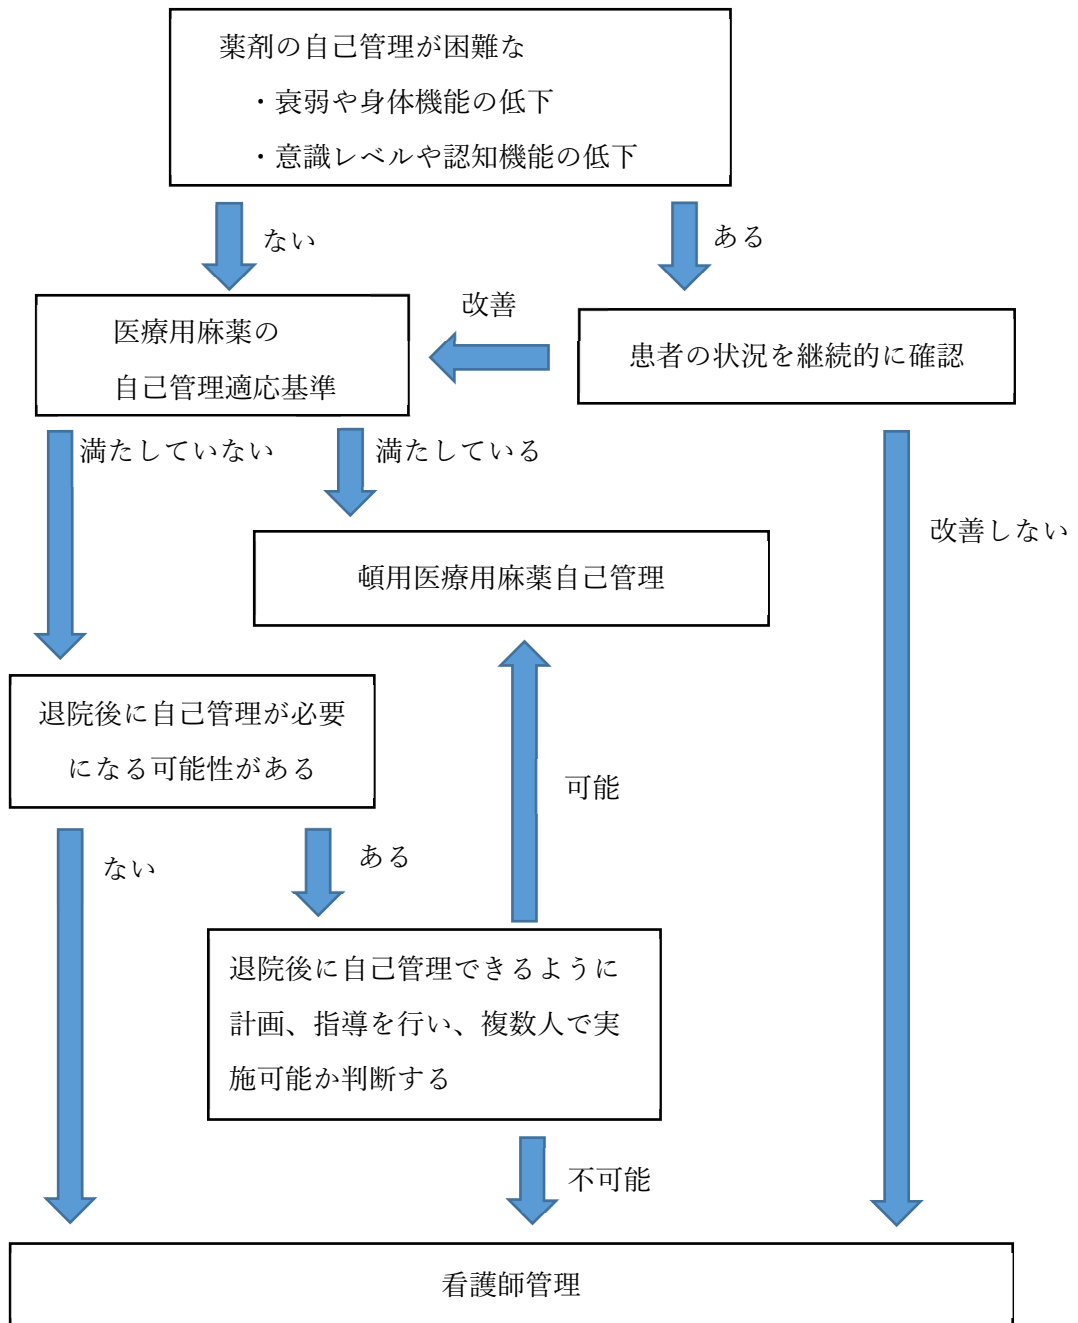 薬剤の自己管理が困難な
・衰弱や身体機能の低下
・意識レベルや認知機能の低下
ない
ある
医療用麻薬の
自己管理適応基準
改善
患者の状況を継続的に確認
満たしていない
満たしている
改善しない
頓用医療用麻薬自己管理
退院後に自己管理が必要
になる可能性がある
可能
ない
ある
退院後に自己管理できるように
計画、指導を行い、複数人で実
施可能か判断する
不可能
看護師管理